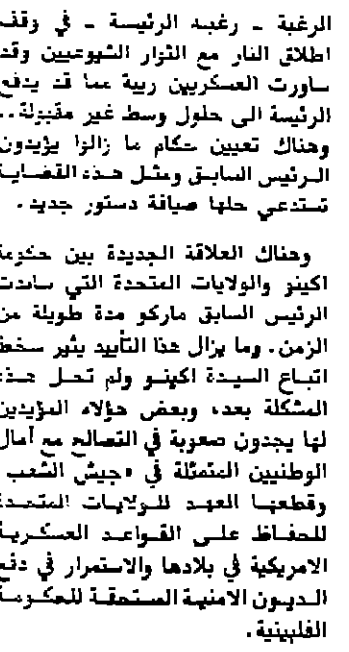 الرغبة ـ رغبه الرئيسة ـ في وقف
اطلاق النار مع الثوار الشيوعيين وقد
ساورت العسكريين ريبة مما قد يدفع
الرئيسة الى حلول وسط غير مقبولة..
وهناك تعيين حكام ما زالوا يؤيدون
الرئيس السابق ومثل هذه القضايا
تستدعي حلها صياغة دستور جديد.
وهناك العلاقة الجديدة بين حكومة
اكينو والولايات المتحدة التي ساندت
الرئيس السابق ماركو مدة طويلة من
الزمن. وما يزال هذا التأييد يثير سخط
اتباع السيدة اكينو ولم تحل هذه
المشكلة بعد، وبعض هؤلاء المؤيدين
لها يجدون صعوبة في التصالح مع آمال
الوطنيين المتمثلة في «جيش الشعب
وقطعها العهد للولايات المتحدة
للحفاظ على القواعد العسكرية
الامريكية في بلادها والاستمرار في دفع
الديون الامنية المستحقة للحكومة
الفلبينية.